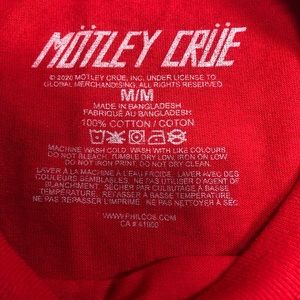 MÖTLEY CRÜE
© 2020 MÖTLEY CRÜE, INC. UNDER LICENSE TO
GLOBAL MERCHANDISING. ALL RIGHTS RESERVED
M/M
MADE IN BANGLADESH
FABRIQUÉ AU BANGLADESH
100% COTTON / COTON
MACHINE WASH COLD. WASH WITH LIKE COLOURS.
DO NOT BLEACH. TUMBLE DRY LOW. IRON ON LOW
DO NOT IRON PRINT. DO NOT DRY CLEAN.
LAVER À LA MACHINE À L'EAU FROIDE. LAVER AVEC DES
COULEURS SEMBLABLES. NE PAS UTILISER D'AGENT DE
BLANCHIMENT. SÉCHER PAR CULBUTAGE À BASSE
TEMPÉRATURE. REPASSER À BASSE TEMPÉRATURE.
NE PAS REPASSER L'IMPRIMÉ. NE PAS NETTOYER À SEC
WWW.PHILCOS.COM
CA # 41900